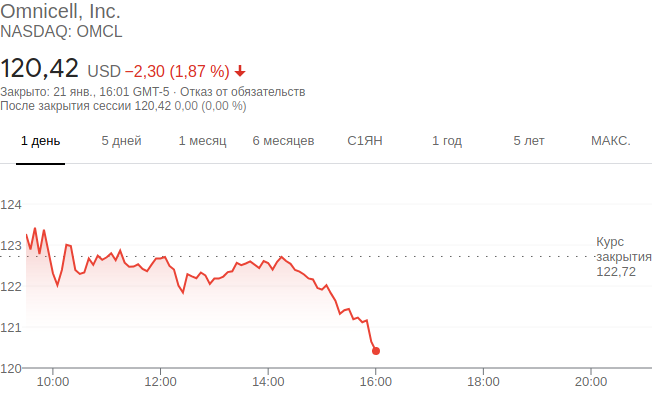 Omnicell, Inc.
NASDAQ: OMCL
120,42 USD −2,30 (1,87 %)
Закрыто: 21 янв., 16:01 GMT-5 · Отказ от обязательств
После закрытия сессии 120,42 0,00 (0,00 %)
1 день 5 дней 1 месяц 6 месяцев С1ЯН 1 год 5 лет МАКС.
124
123
Курс
закрытия
122,72
122
121
120
10:00 12:00 14:00 16:00 18:00 20:00